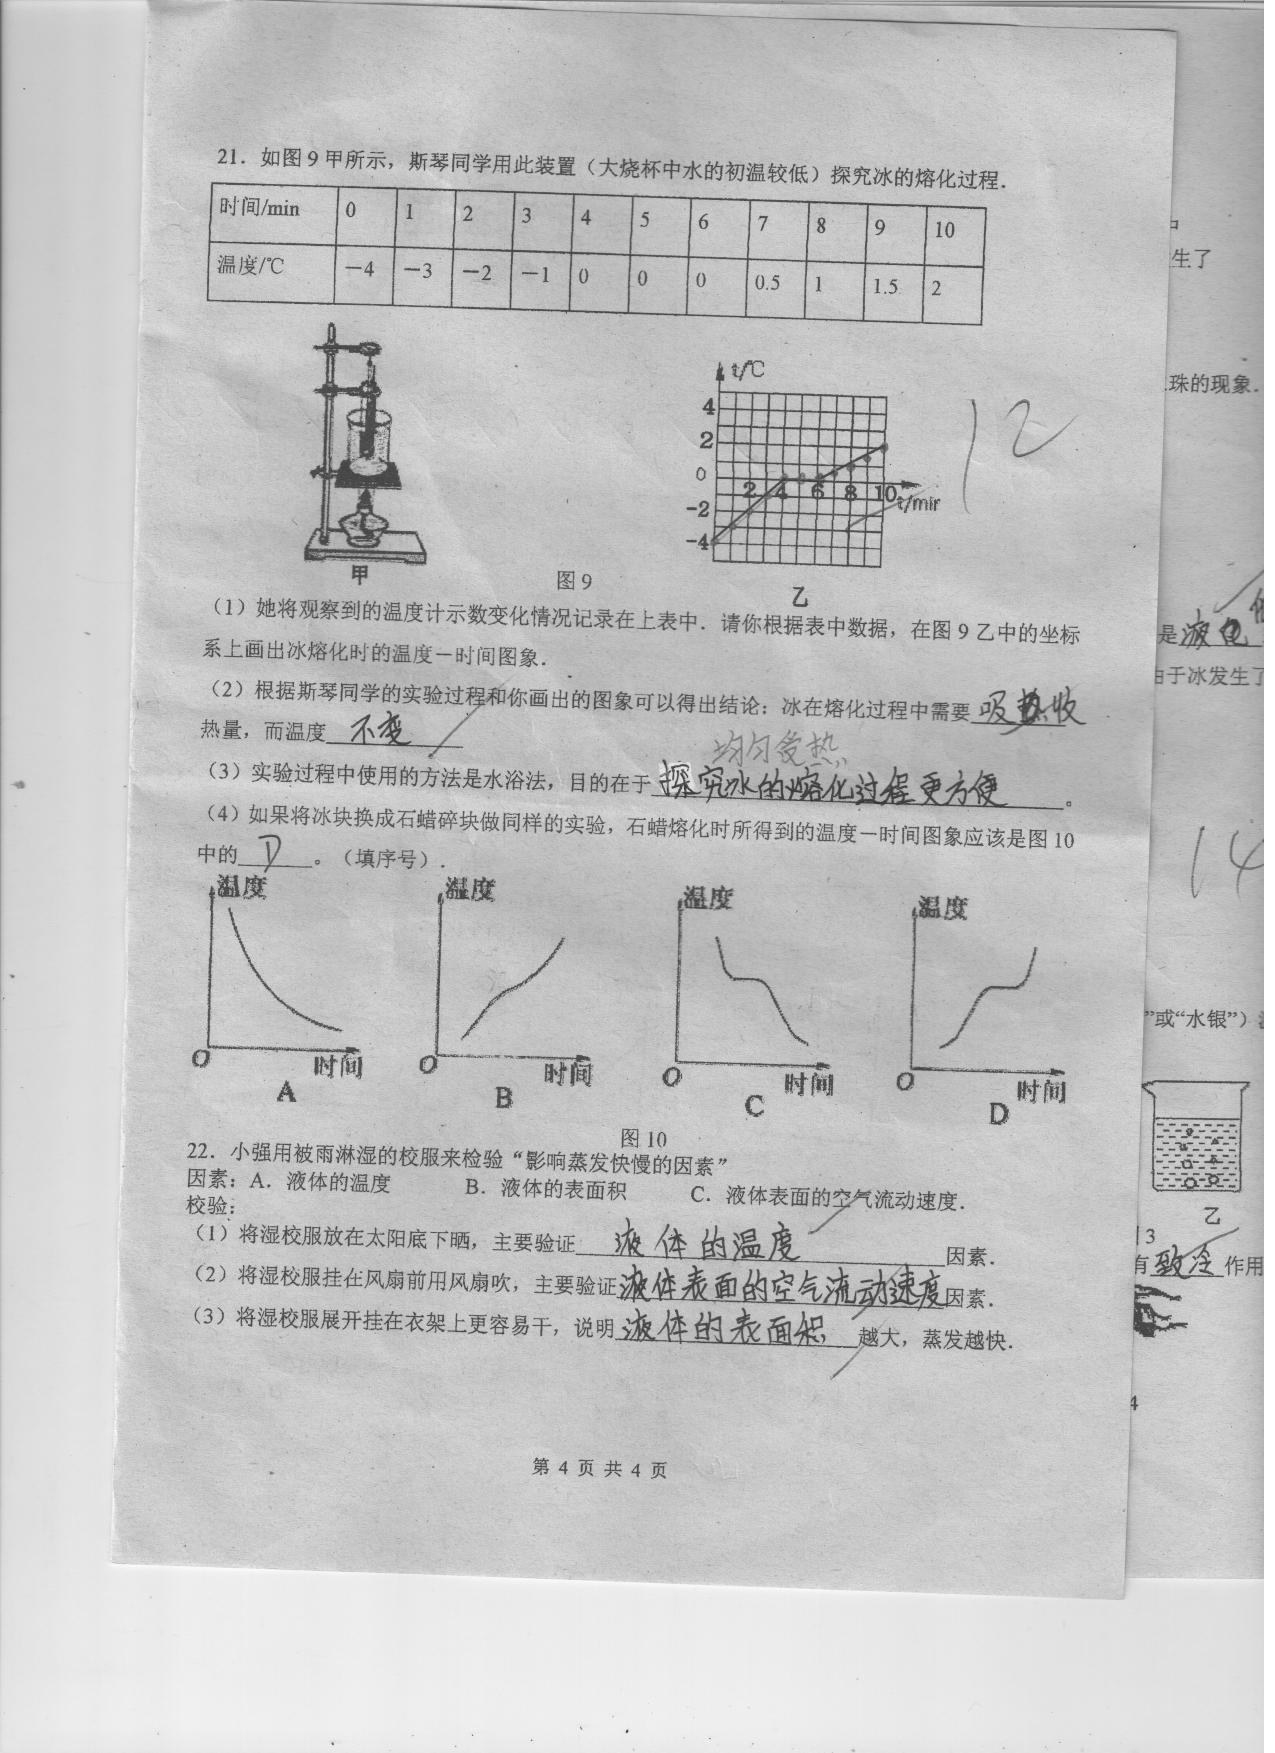 21．如图9甲所示，斯琴同学用此装置（大烧杯中水的初温较低）探究冰的熔化过程．
时间/min 0 1 2 3 4 5 6 7 8 9 10
温度/℃ －4 －3 －2 －1 0 0 0 0.5 1 1.5 2
t/℃
4
2
0
-2
-4
2 4 6 8 10
t/min
12
甲
图9
乙
（1）她将观察到的温度计示数变化情况记录在上表中．请你根据表中数据，在图9乙中的坐标
系上画出冰熔化时的温度－时间图象．
（2）根据斯琴同学的实验过程和你画出的图象可以得出结论：冰在熔化过程中需要吸收
热量，而温度不变
均匀受热
（3）实验过程中使用的方法是水浴法，目的在于探究冰的熔化过程更方便。
（4）如果将冰块换成石蜡碎块做同样的实验，石蜡熔化时所得到的温度－时间图象应该是图10
中的D。（填序号）．
温度 温度 温度 温度
O 时间 O 时间 O 时间 O 时间
A B C D
图10
22．小强用被雨淋湿的校服来检验“影响蒸发快慢的因素”
因素：A．液体的温度 B．液体的表面积 C．液体表面的空气流动速度．
校验：
（1）将湿校服放在太阳底下晒，主要验证液体的温度因素．
（2）将湿校服挂在风扇前用风扇吹，主要验证液体表面的空气流动速度因素．
（3）将湿校服展开挂在衣架上更容易干，说明液体的表面积越大，蒸发越快．
第 4 页 共 4 页
生了
珠的现象．
是液化
由于冰发生了
14
”或“水银”）
乙
3
有致冷作用
4